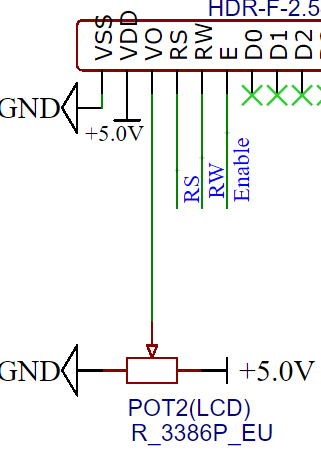 HDR-F-2.5
VSS VDD VO RS RW E D0 D1 D2
GND
+5.0V
RS RW Enable
GND
+5.0V
POT2(LCD)
R_3386P_EU